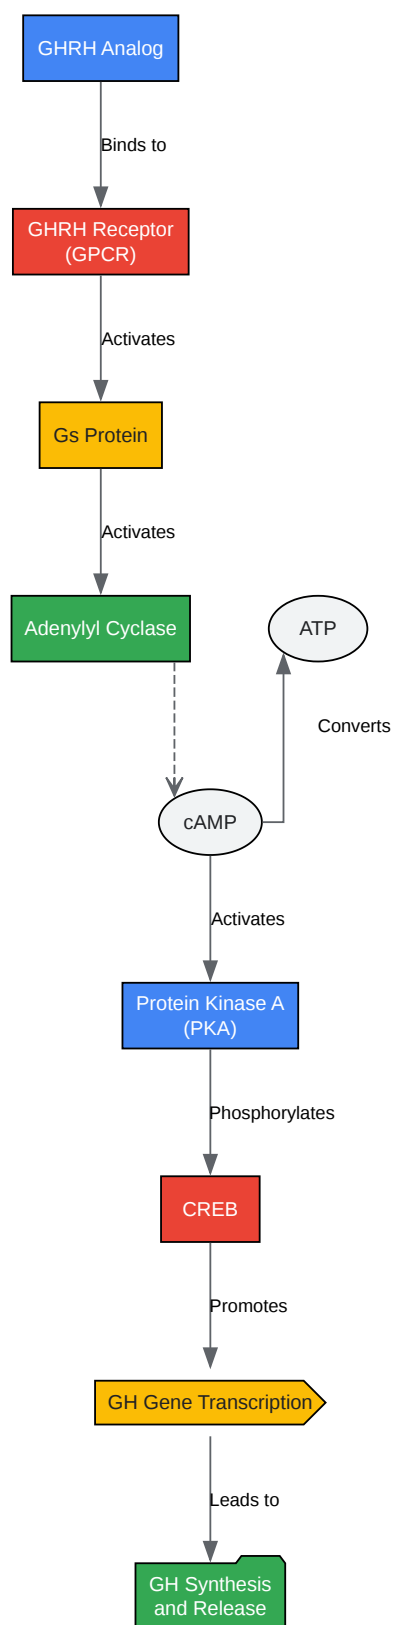 GHRH Analog
Binds to
GHRH Receptor
(GPCR)
Activates
Gs Protein
Activates
Adenylyl Cyclase
ATP
Converts
cAMP
Activates
Protein Kinase A
(PKA)
Phosphorylates
CREB
Promotes
GH Gene Transcription
Leads to
GH Synthesis
and Release